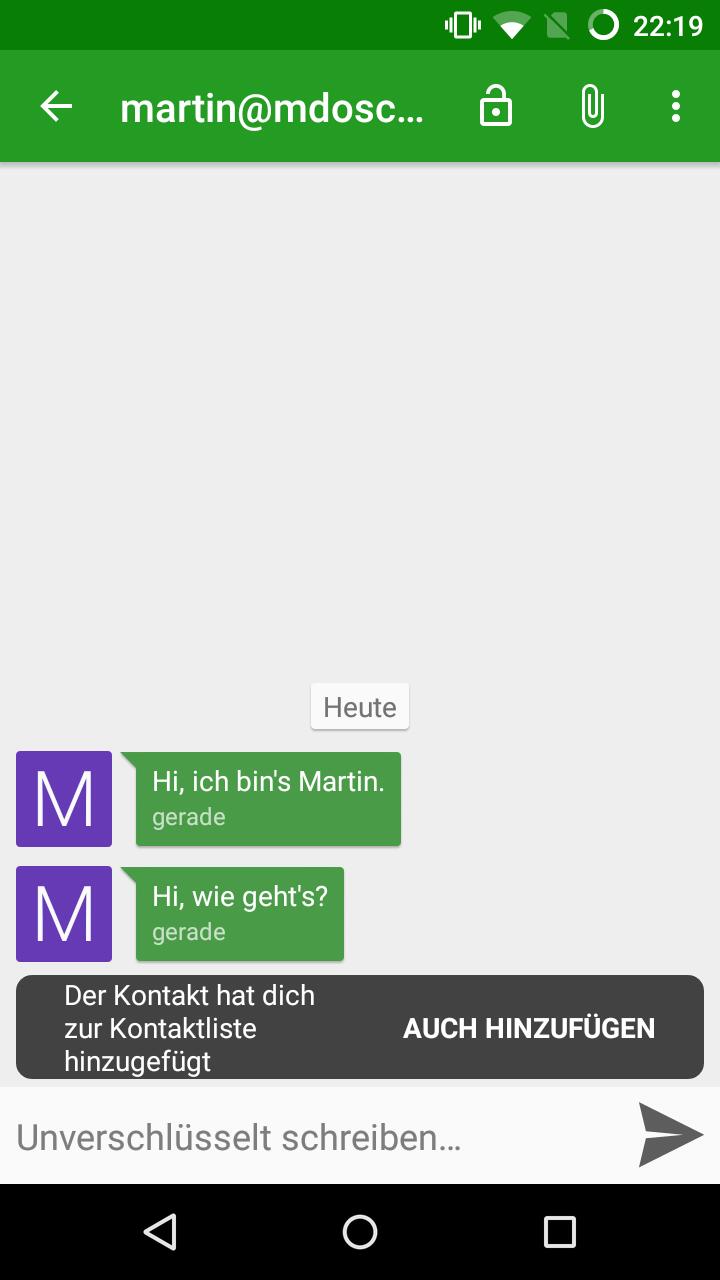 22:19
martin@mdosc…
Heute
M
Hi, ich bin's Martin.
gerade
M
Hi, wie geht's?
gerade
Der Kontakt hat dich
zur Kontaktliste
hinzugefügt
AUCH HINZUFÜGEN
Unverschlüsselt schreiben…